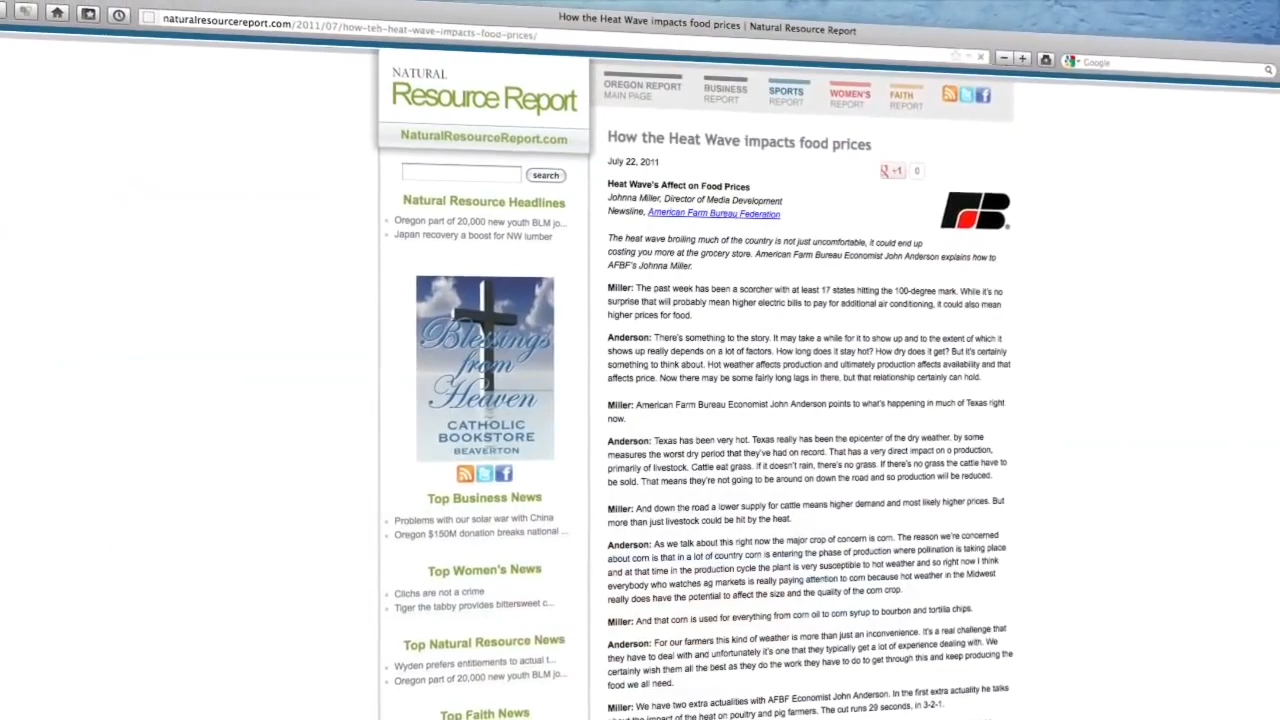 How the Heat Wave impacts food prices | Natural Resource Report
naturalresourcereport.com/2011/07/how-teh-heat-wave-impacts-food-prices/
Google
NATURAL
Resource Report
NaturalResourceReport.com
search
Natural Resource Headlines
Oregon part of 20,000 new youth BLM jo...
Japan recovery a boost for NW lumber
Blessings
from
Heaven
CATHOLIC
BOOKSTORE
BEAVERTON
Top Business News
Problems with our solar war with China
Oregon $150M donation breaks national ...
Top Women's News
Clichs are not a crime
Tiger the tabby provides bittersweet c...
Top Natural Resource News
Wyden prefers entitlements to actual t...
Oregon part of 20,000 new youth BLM jo...
Top Faith News
OREGON REPORT
MAIN PAGE
BUSINESS
REPORT
SPORTS
REPORT
WOMEN'S
REPORT
FAITH
REPORT
How the Heat Wave impacts food prices
July 22, 2011
+1 0
Heat Wave's Affect on Food Prices
Johnna Miller, Director of Media Development
Newsline, American Farm Bureau Federation
FB
The heat wave broiling much of the country is not just uncomfortable, it could end up
costing you more at the grocery store. American Farm Bureau Economist John Anderson explains how to
AFBF's Johnna Miller.
Miller: The past week has been a scorcher with at least 17 states hitting the 100-degree mark. While it's no
surprise that will probably mean higher electric bills to pay for additional air conditioning, it could also mean
higher prices for food.
Anderson: There's something to the story. It may take a while for it to show up and to the extent of which it
shows up really depends on a lot of factors. How long does it stay hot? How dry does it get? But it's certainly
something to think about. Hot weather affects production and ultimately production affects availability and that
affects price. Now there may be some fairly long lags in there, but that relationship certainly can hold.
Miller: American Farm Bureau Economist John Anderson points to what's happening in much of Texas right
now.
Anderson: Texas has been very hot. Texas really has been the epicenter of the dry weather, by some
measures the worst dry period that they've had on record. That has a very direct impact on o production,
primarily of livestock. Cattle eat grass. If it doesn't rain, there's no grass. If there's no grass the cattle have to
be sold. That means they're not going to be around on down the road and so production will be reduced.
Miller: And down the road a lower supply for cattle means higher demand and most likely higher prices. But
more than just livestock could be hit by the heat.
Anderson: As we talk about this right now the major crop of concern is corn. The reason we're concerned
about corn is that in a lot of country corn is entering the phase of production where pollination is taking place
and at that time in the production cycle the plant is very susceptible to hot weather and so right now I think
everybody who watches ag markets is really paying attention to corn because hot weather in the Midwest
really does have the potential to affect the size and the quality of the corn crop.
Miller: And that corn is used for everything from corn oil to corn syrup to bourbon and tortilla chips.
Anderson: For our farmers this kind of weather is more than just an inconvenience. It's a real challenge that
they have to deal with and unfortunately it's one that they typically get a lot of experience dealing with. We
certainly wish them all the best as they do the work they have to do to get through this and keep producing the
food we all need.
Miller: We have two extra actualities with AFBF Economist John Anderson. In the first extra actuality he talks
about the impact of the heat on poultry and pig farmers. The cut runs 29 seconds, in 3-2-1.